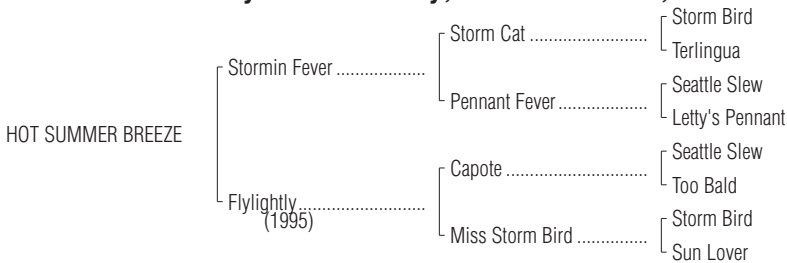 Storm Bird
Storm Cat ..........................
Terlingua
Stormin Fever ...................
Seattle Slew
Pennant Fever...................
Letty's Pennant
HOT SUMMER BREEZE
Seattle Slew
Capote ..............................
Too Bald
Flylightly...........................
(1995)
Storm Bird
Miss Storm Bird ...............
Sun Lover